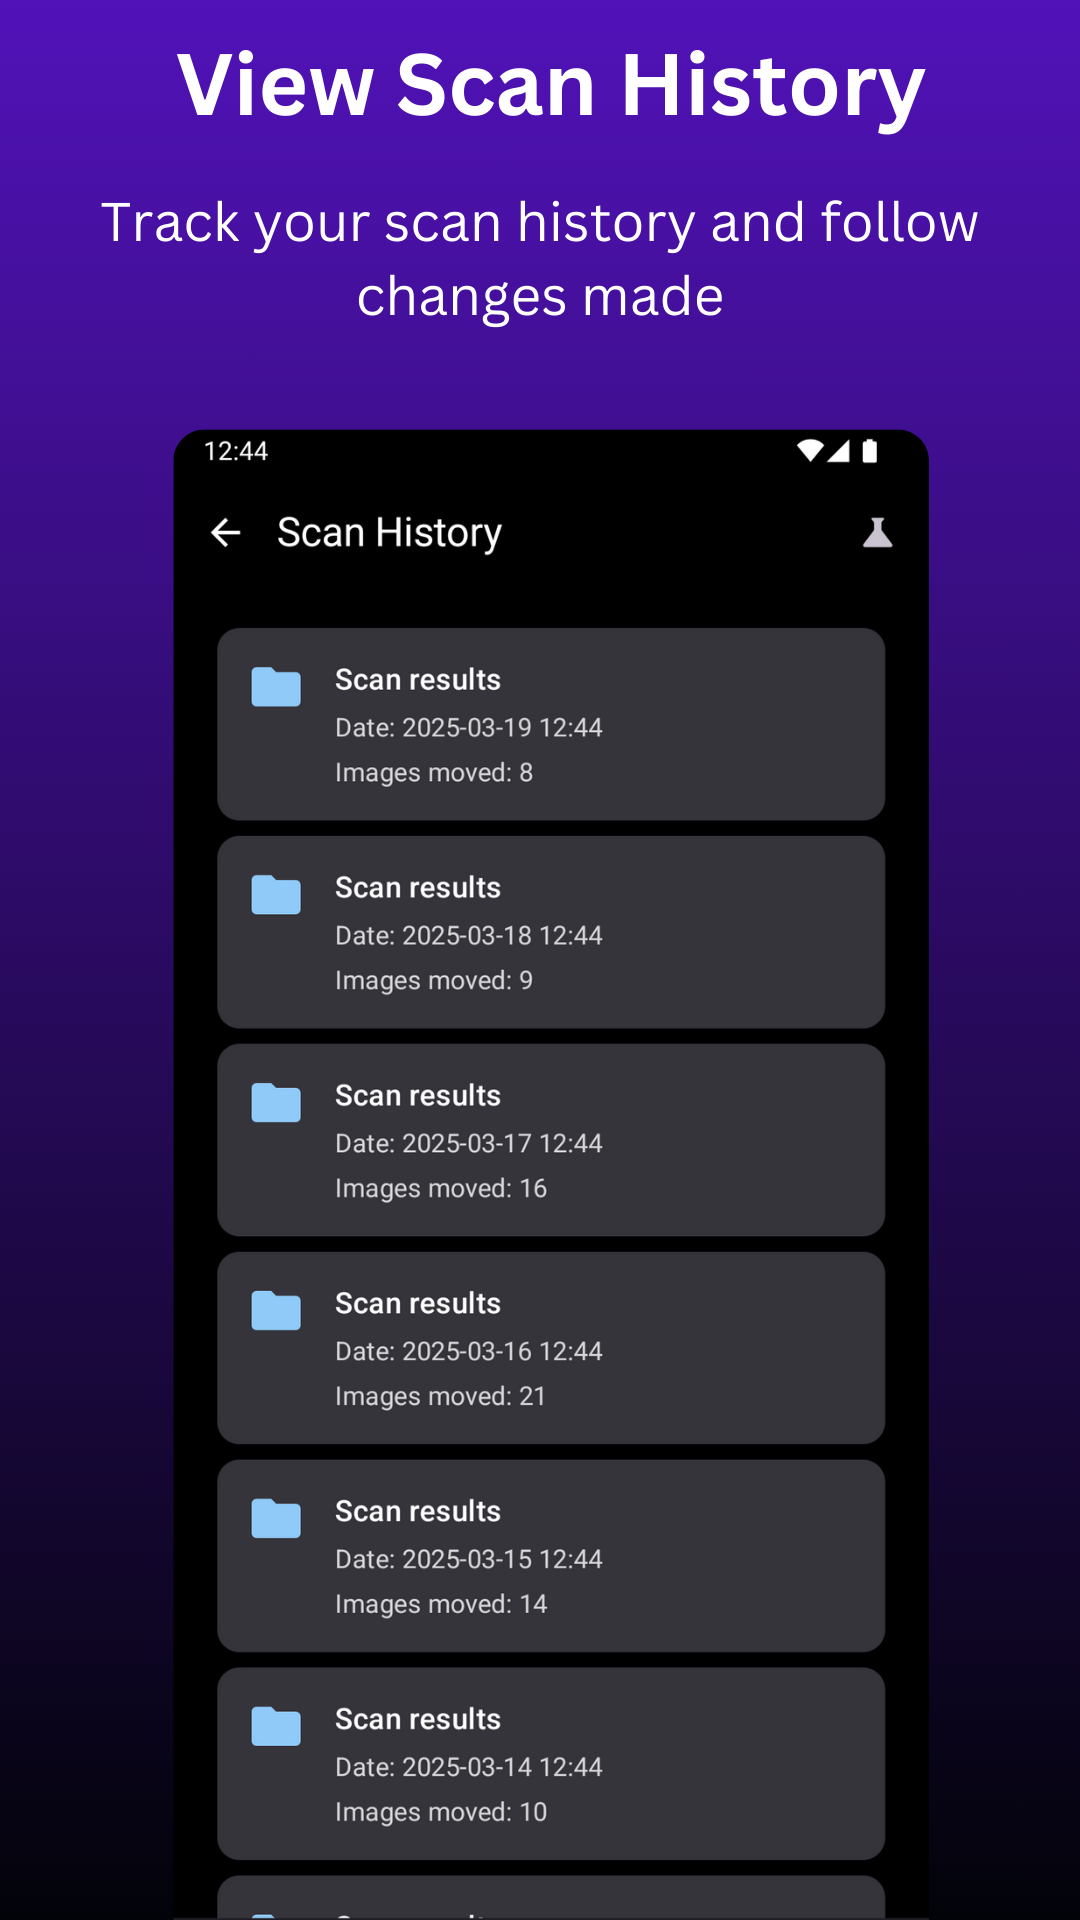 View Scan History
Track your scan history and follow
changes made
12:44
Scan History
Scan results
Date: 2025-03-19 12:44
Images moved: 8
Scan results
Date: 2025-03-18 12:44
Images moved: 9
Scan results
Date: 2025-03-17 12:44
Images moved: 16
Scan results
Date: 2025-03-16 12:44
Images moved: 21
Scan results
Date: 2025-03-15 12:44
Images moved: 14
Scan results
Date: 2025-03-14 12:44
Images moved: 10